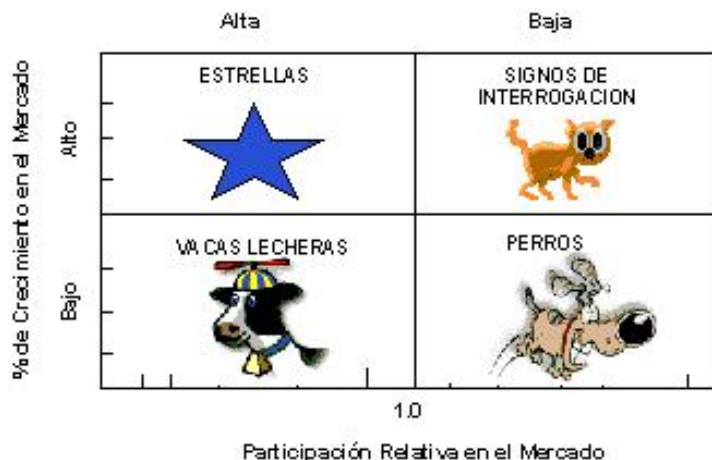 Alta Baja
ESTRELLAS
SIGNOS DE
INTERROGACION
Alto
VACAS LECHERAS
PERROS
Bajo
% de Crecimiento en el Mercado
1.0
Participación Relativa en el Mercado